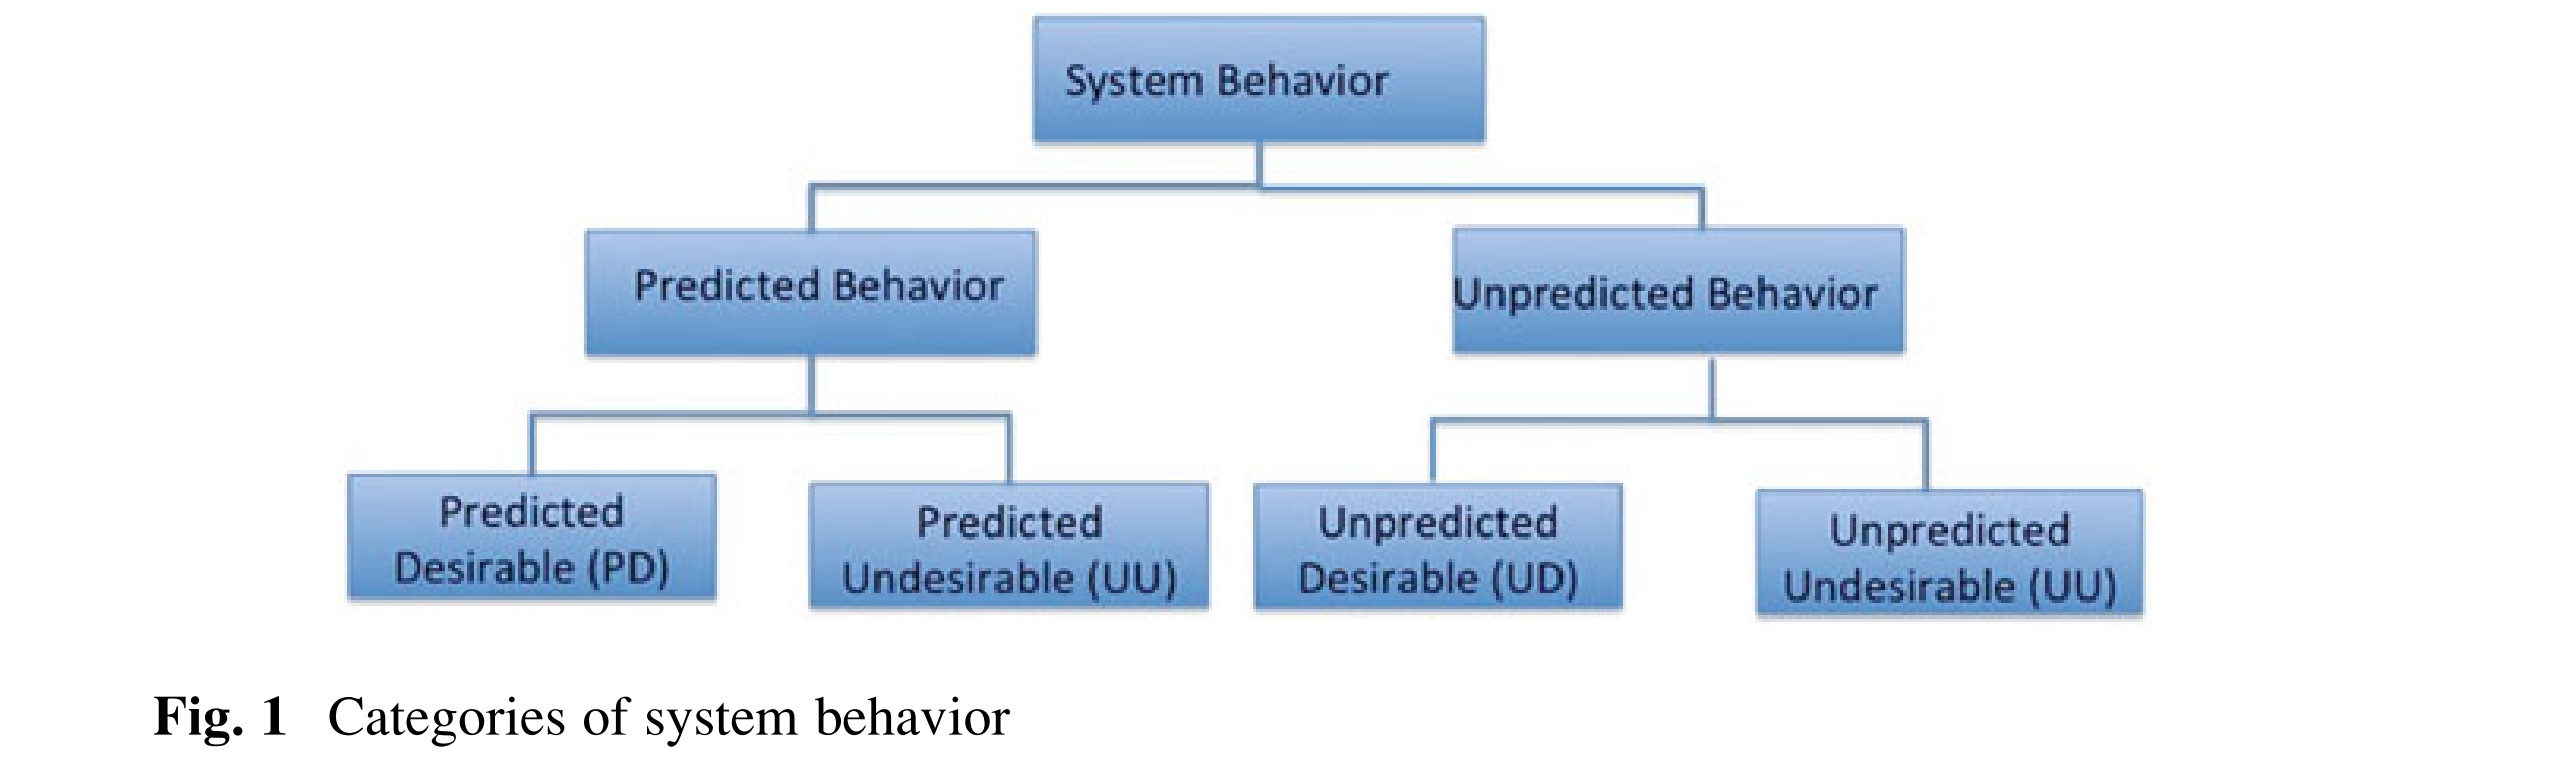 System Behavior
Predicted Behavior
Unpredicted Behavior
Predicted
Desirable (PD)
Predicted
Undesirable (UU)
Unpredicted
Desirable (UD)
Unpredicted
Undesirable (UU)
Fig. 1 Categories of system behavior